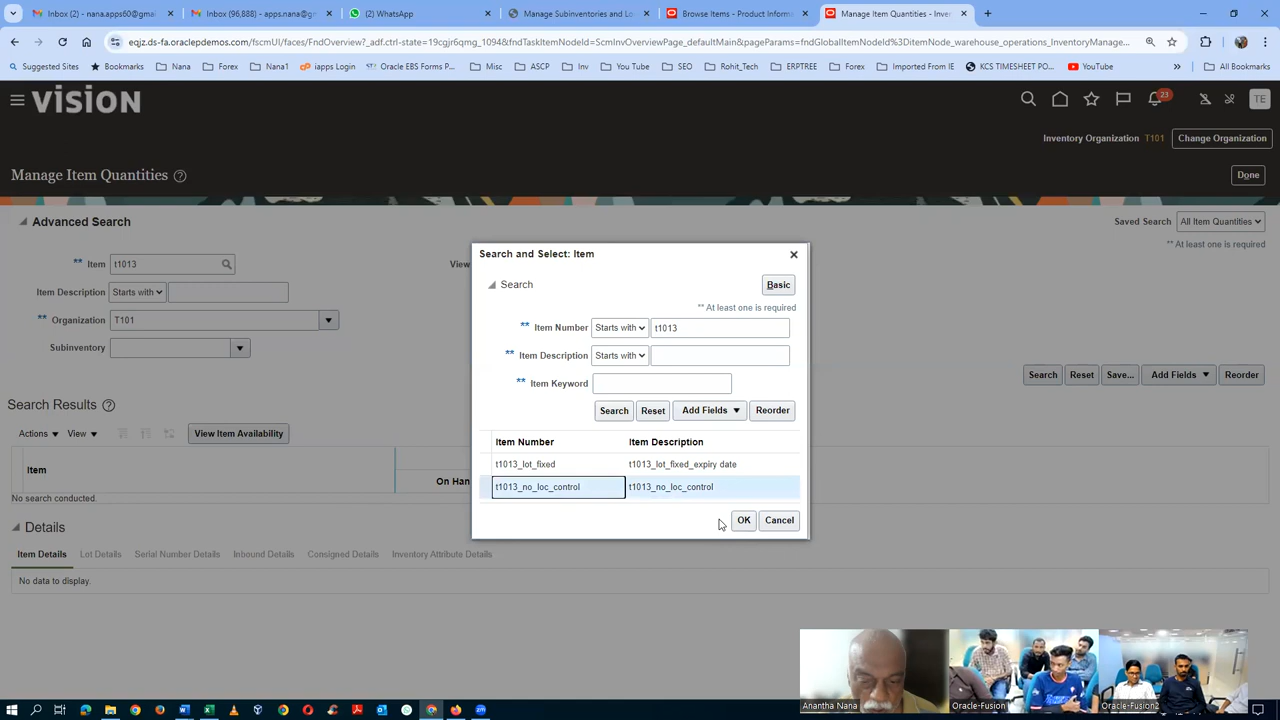 Inbox (2) - nana.apps60@gmail
Inbox (96,888) - apps.nana@gma
(2) WhatsApp
Manage Subinventories and Lo
Browse Items - Product Informa
Manage Item Quantities - Inven
eqjz.ds-fa.oraclepdemos.com/fscmUI/faces/FndOverview?_adf.ctrl-state=19cgjr6qmg_1094&fndTaskItemNodeId=ScmInvOverviewPage_defaultMain&pageParams=fndGlobalItemNodeId%3DitemNode_warehouse_operations_InventoryManage...
Suggested Sites
Bookmarks
Nana
Forex
Nana1
iapps Login
Oracle EBS Forms P...
Misc
ASCP
Inv
You Tube
SEO
Rohit_Tech
ERPTREE
Forex
Imported From IE
KCS TIMESHEET PO...
YouTube
All Bookmarks
VISION
23
TE
Inventory Organization T101 Change Organization
Manage Item Quantities
Done
Advanced Search
Saved Search All Item Quantities
** At least one is required
** Item t1013
View
Item Description Starts with
** Organization T101
Subinventory
Search Reset Save... Add Fields Reorder
Search Results
Actions View View Item Availability
Item
On Han
No search conducted.
Details
Item Details Lot Details Serial Number Details Inbound Details Consigned Details Inventory Attribute Details
No data to display.
Search and Select: Item
Search
Basic
** At least one is required
** Item Number Starts with t1013
** Item Description Starts with
** Item Keyword
Search Reset Add Fields Reorder
Item Number Item Description
t1013_lot_fixed t1013_lot_fixed_expiry date
t1013_no_loc_control t1013_no_loc_control
OK Cancel
Anantha Nana
Oracle-Fusion
Oracle-Fusion2